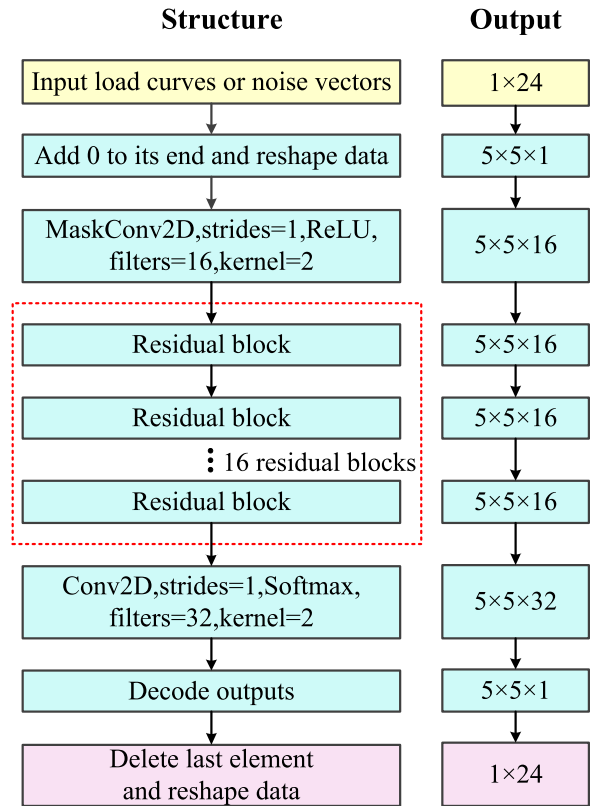 Structure
Output
Input load curves or noise vectors
1×24
Add 0 to its end and reshape data
5×5×1
MaskConv2D,strides=1,ReLU,
filters=16,kernel=2
5×5×16
Residual block
5×5×16
Residual block
5×5×16
16 residual blocks
Residual block
5×5×16
Conv2D,strides=1,Softmax,
filters=32,kernel=2
5×5×32
Decode outputs
5×5×1
Delete last element
and reshape data
1×24